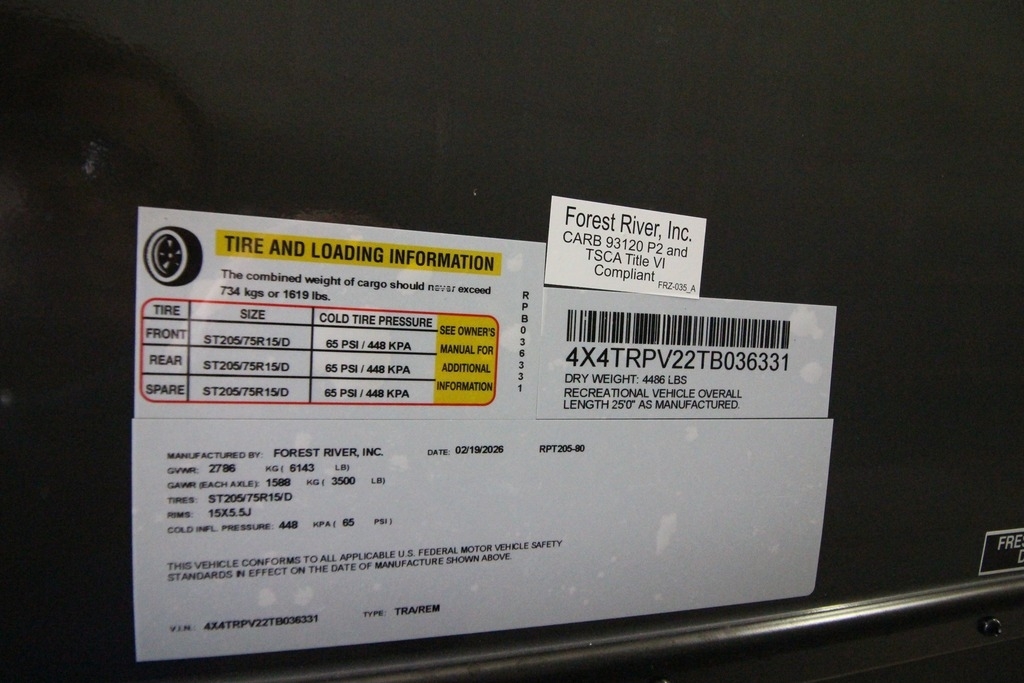 TIRE AND LOADING INFORMATION
The combined weight of cargo should never exceed
734 kgs or 1619 lbs.
TIRE SIZE COLD TIRE PRESSURE
FRONT ST205/75R15/D 65 PSI / 448 KPA
REAR ST205/75R15/D 65 PSI / 448 KPA
SPARE ST205/75R15/D 65 PSI / 448 KPA
SEE OWNER'S
MANUAL FOR
ADDITIONAL
INFORMATION
RPB036331
Forest River, Inc.
CARB 93120 P2 and
TSCA Title VI
Compliant
FRZ-035_A
4X4TRPV22TB036331
DRY WEIGHT: 4486 LBS
RECREATIONAL VEHICLE OVERALL
LENGTH 25'0" AS MANUFACTURED.
MANUFACTURED BY: FOREST RIVER, INC. DATE: 02/19/2026 RPT205-80
GVWR: 2786 KG ( 6143 LB)
GAWR (EACH AXLE): 1588 KG ( 3500 LB)
TIRES: ST205/75R15/D
RIMS: 15X5.5J
COLD INFL. PRESSURE: 448 KPA ( 65 PSI )
THIS VEHICLE CONFORMS TO ALL APPLICABLE U.S. FEDERAL MOTOR VEHICLE SAFETY
STANDARDS IN EFFECT ON THE DATE OF MANUFACTURE SHOWN ABOVE.
V.I.N.: 4X4TRPV22TB036331 TYPE: TRA/REM
FRES